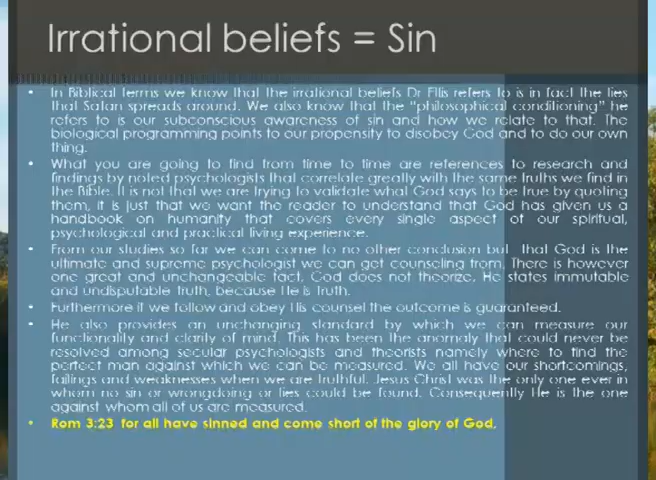 Irrational beliefs = Sin
• In Biblical terms we know that the irrational beliefs Dr Ellis refers to is in fact the lies
that Satan spreads around. We also know that the "philosophical conditioning" he
refers to is our subconscious awareness of sin and how we relate to that. The
biological programming points to our propensity to disobey God and to do our own
thing.
• What you are going to find from time to time are references to research and
findings by noted psychologists that correlate greatly with the same truths we find in
the Bible. It is not that we are trying to validate what God says to be true by quoting
them, it is just that we want the reader to understand that God has given us a
handbook on humanity that covers every single aspect of our spiritual,
psychological and practical living experience.
• From our studies so far we can come to no other conclusion but that God is the
ultimate and supreme psychologist we can get counseling from. There is however
one great and unchangeable fact, God does not theorize. He states immutable
and undisputable truth, because He is Truth.
• Furthermore if we follow and obey His counsel the outcome is guaranteed.
• He also provides an unchanging standard by which we can measure our
functionality and clarity of mind. This has been the anomaly that could never be
resolved among secular psychologists and theorists namely where to find the
perfect man against which we can be measured. We all have our shortcomings,
failings and weaknesses when we are truthful. Jesus Christ was the only one ever in
whom no sin or wrongdoing or lies could be found. Consequently He is the one
against whom all of us are measured.
• Rom 3:23 for all have sinned and come short of the glory of God,